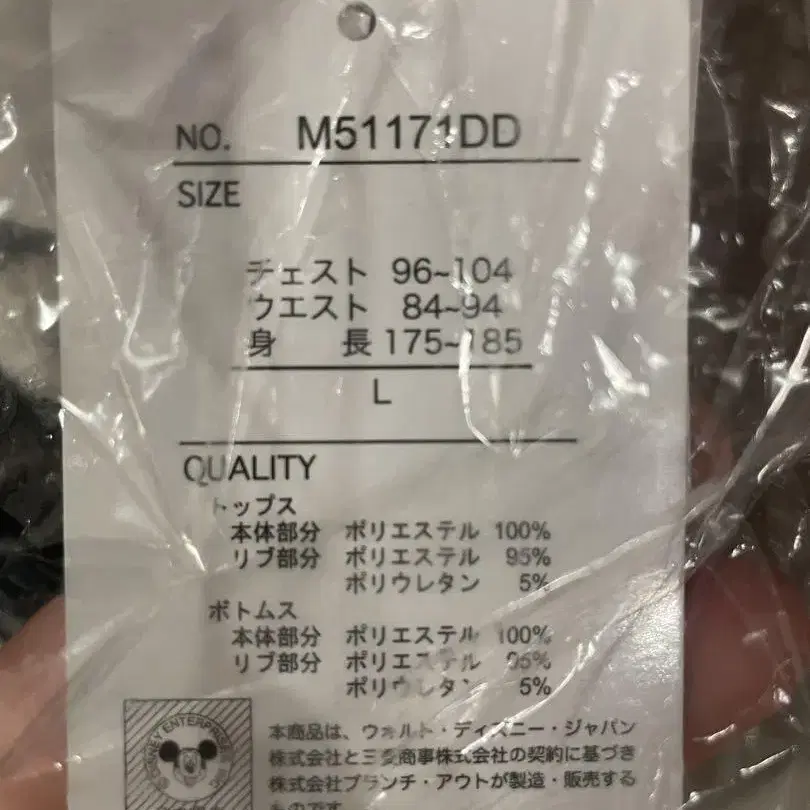 NO. M51171DD
SIZE
チェスト 96~104
ウエスト 84~94
身 長 175~185
L
QUALITY
トップス
本体部分 ポリエステル 100%
リブ部分 ポリエステル 95%
ポリウレタン 5%
ボトムス
本体部分 ポリエステル 100%
リブ部分 ポリエステル 95%
ポリウレタン 5%
本商品は、ウォルト・ディズニー・ジャパン
株式会社と三菱商事株式会社の契約に基づき
株式会社ブランチ・アウトが製造・販売する
ものです。